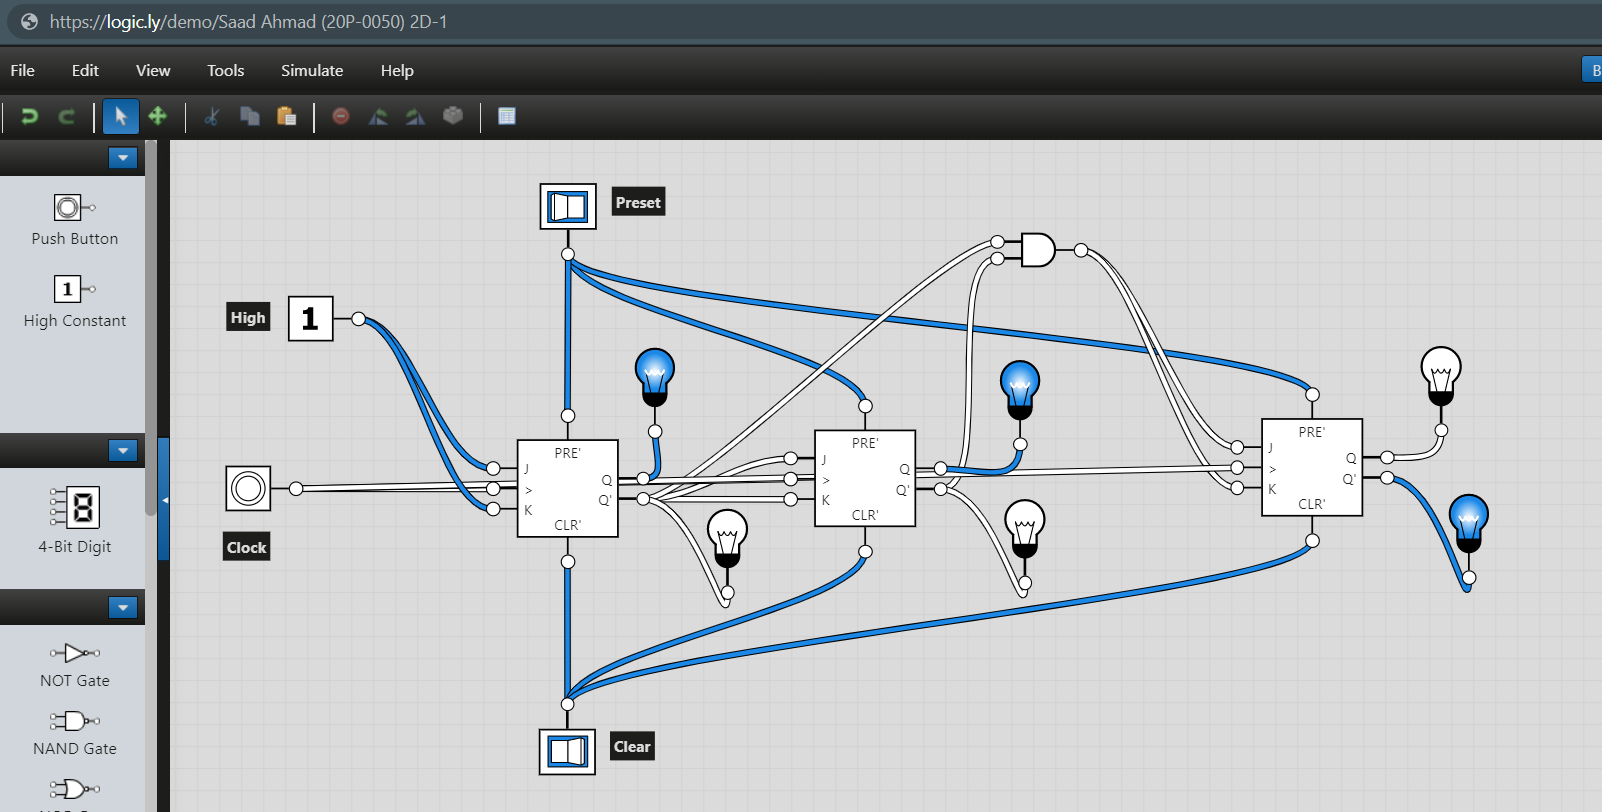 https://logic.ly/demo/Saad Ahmad (20P-0050) 2D-1
File Edit View Tools Simulate Help
B
Push Button
1
High Constant
8
4-Bit Digit
NOT Gate
NAND Gate
Preset
High
1
Clock
PRE'
J
Q
>
Q'
K
CLR'
PRE'
J
Q
>
Q'
K
CLR'
PRE'
J
Q
>
Q'
K
CLR'
Clear